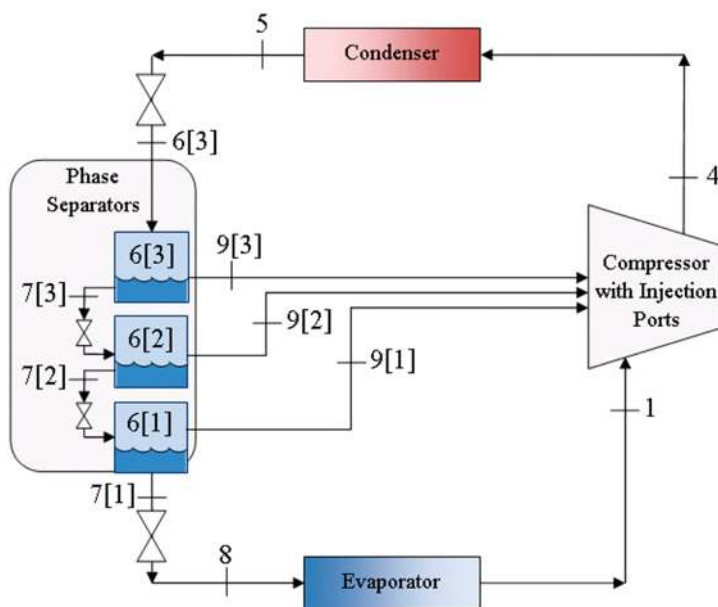 5
Condenser
6[3]
4
Phase
Separators
6[3]
9[3]
Compressor
with Injection
Ports
7[3]
6[2]
9[2]
7[2]
9[1]
6[1]
1
7[1]
8
Evaporator